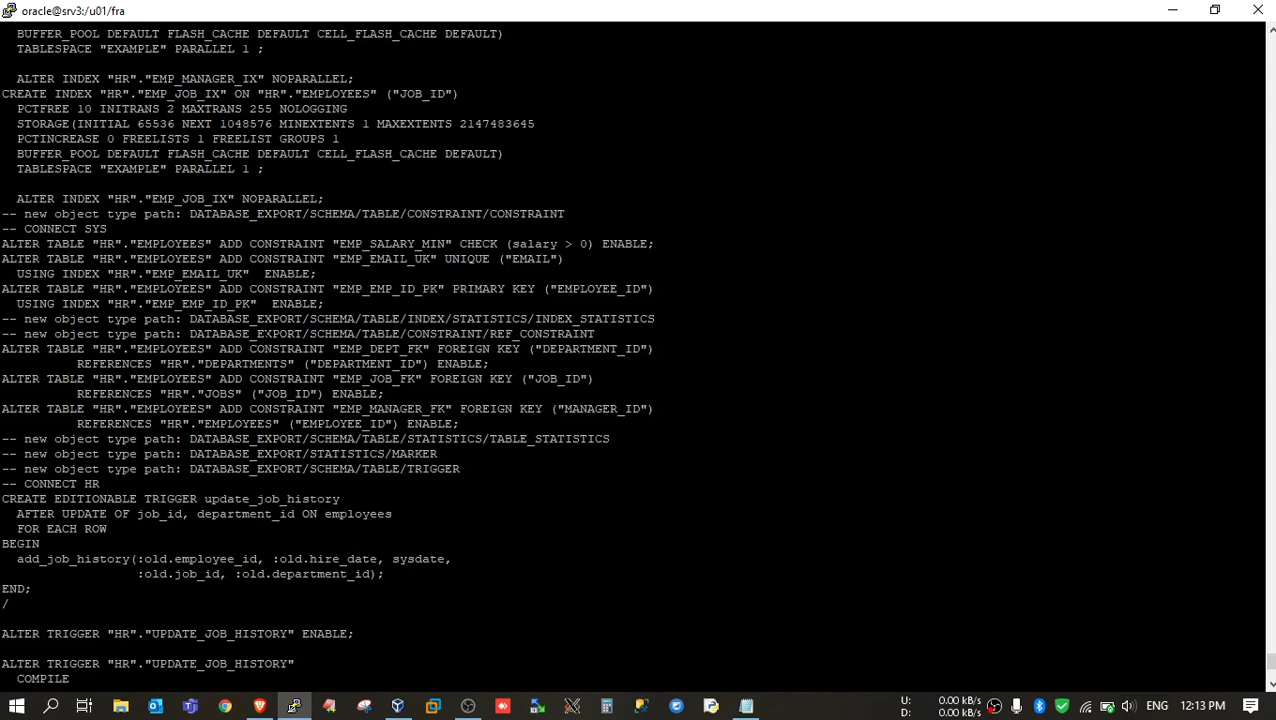 oracle@srv3:/u01/fra
BUFFER_POOL DEFAULT FLASH_CACHE DEFAULT CELL_FLASH_CACHE DEFAULT)
TABLESPACE "EXAMPLE" PARALLEL 1 ;
ALTER INDEX "HR"."EMP_MANAGER_IX" NOPARALLEL;
CREATE INDEX "HR"."EMP_JOB_IX" ON "HR"."EMPLOYEES" ("JOB_ID")
PCTFREE 10 INITRANS 2 MAXTRANS 255 NOLOGGING
STORAGE(INITIAL 65536 NEXT 1048576 MINEXTENTS 1 MAXEXTENTS 2147483645
PCTINCREASE 0 FREELISTS 1 FREELIST GROUPS 1
BUFFER_POOL DEFAULT FLASH_CACHE DEFAULT CELL_FLASH_CACHE DEFAULT)
TABLESPACE "EXAMPLE" PARALLEL 1 ;
ALTER INDEX "HR"."EMP_JOB_IX" NOPARALLEL;
-- new object type path: DATABASE_EXPORT/SCHEMA/TABLE/CONSTRAINT/CONSTRAINT
-- CONNECT SYS
ALTER TABLE "HR"."EMPLOYEES" ADD CONSTRAINT "EMP_SALARY_MIN" CHECK (salary > 0) ENABLE;
ALTER TABLE "HR"."EMPLOYEES" ADD CONSTRAINT "EMP_EMAIL_UK" UNIQUE ("EMAIL")
USING INDEX "HR"."EMP_EMAIL_UK"  ENABLE;
ALTER TABLE "HR"."EMPLOYEES" ADD CONSTRAINT "EMP_EMP_ID_PK" PRIMARY KEY ("EMPLOYEE_ID")
USING INDEX "HR"."EMP_EMP_ID_PK"  ENABLE;
-- new object type path: DATABASE_EXPORT/SCHEMA/TABLE/INDEX/STATISTICS/INDEX_STATISTICS
-- new object type path: DATABASE_EXPORT/SCHEMA/TABLE/CONSTRAINT/REF_CONSTRAINT
ALTER TABLE "HR"."EMPLOYEES" ADD CONSTRAINT "EMP_DEPT_FK" FOREIGN KEY ("DEPARTMENT_ID")
REFERENCES "HR"."DEPARTMENTS" ("DEPARTMENT_ID") ENABLE;
ALTER TABLE "HR"."EMPLOYEES" ADD CONSTRAINT "EMP_JOB_FK" FOREIGN KEY ("JOB_ID")
REFERENCES "HR"."JOBS" ("JOB_ID") ENABLE;
ALTER TABLE "HR"."EMPLOYEES" ADD CONSTRAINT "EMP_MANAGER_FK" FOREIGN KEY ("MANAGER_ID")
REFERENCES "HR"."EMPLOYEES" ("EMPLOYEE_ID") ENABLE;
-- new object type path: DATABASE_EXPORT/SCHEMA/TABLE/STATISTICS/TABLE_STATISTICS
-- new object type path: DATABASE_EXPORT/STATISTICS/MARKER
-- new object type path: DATABASE_EXPORT/SCHEMA/TABLE/TRIGGER
-- CONNECT HR
CREATE EDITIONABLE TRIGGER update_job_history
AFTER UPDATE OF job_id, department_id ON employees
FOR EACH ROW
BEGIN
add_job_history(:old.employee_id, :old.hire_date, sysdate,
:old.job_id, :old.department_id);
END;
/
ALTER TRIGGER "HR"."UPDATE_JOB_HISTORY" ENABLE;
ALTER TRIGGER "HR"."UPDATE_JOB_HISTORY"
COMPILE
U: 0.00 kB/s
D: 0.00 kB/s
ENG 12:13 PM